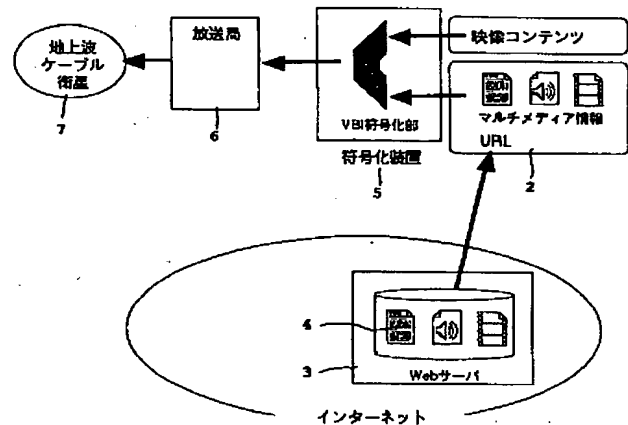 地上波
ケーブル
衛星
7
放送局
6
VBI符号化部
符号化装置
5
映像コンテンツ
マルチメディア情報
URL
2
4
3
Webサーバ
インターネット